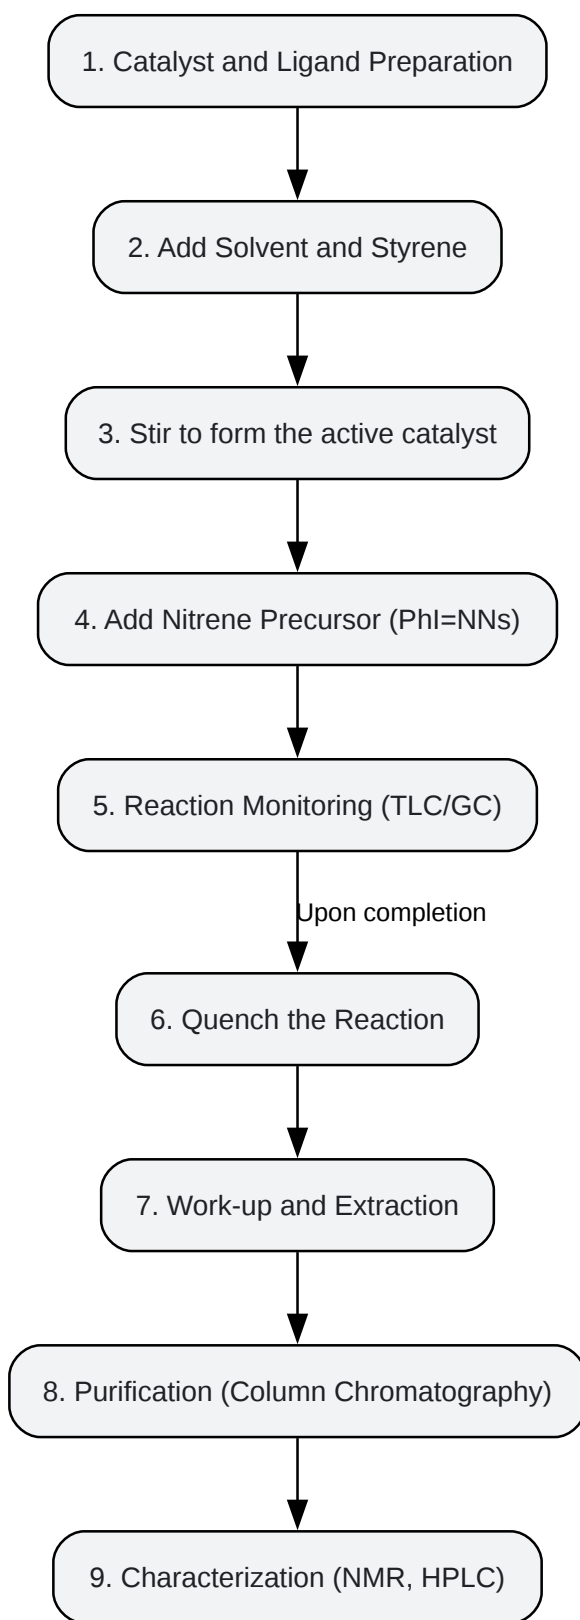 1. Catalyst and Ligand Preparation
2. Add Solvent and Styrene
3. Stir to form the active catalyst
4. Add Nitrene Precursor (PhI=NNs)
5. Reaction Monitoring (TLC/GC)
Upon completion
6. Quench the Reaction
7. Work-up and Extraction
8. Purification (Column Chromatography)
9. Characterization (NMR, HPLC)